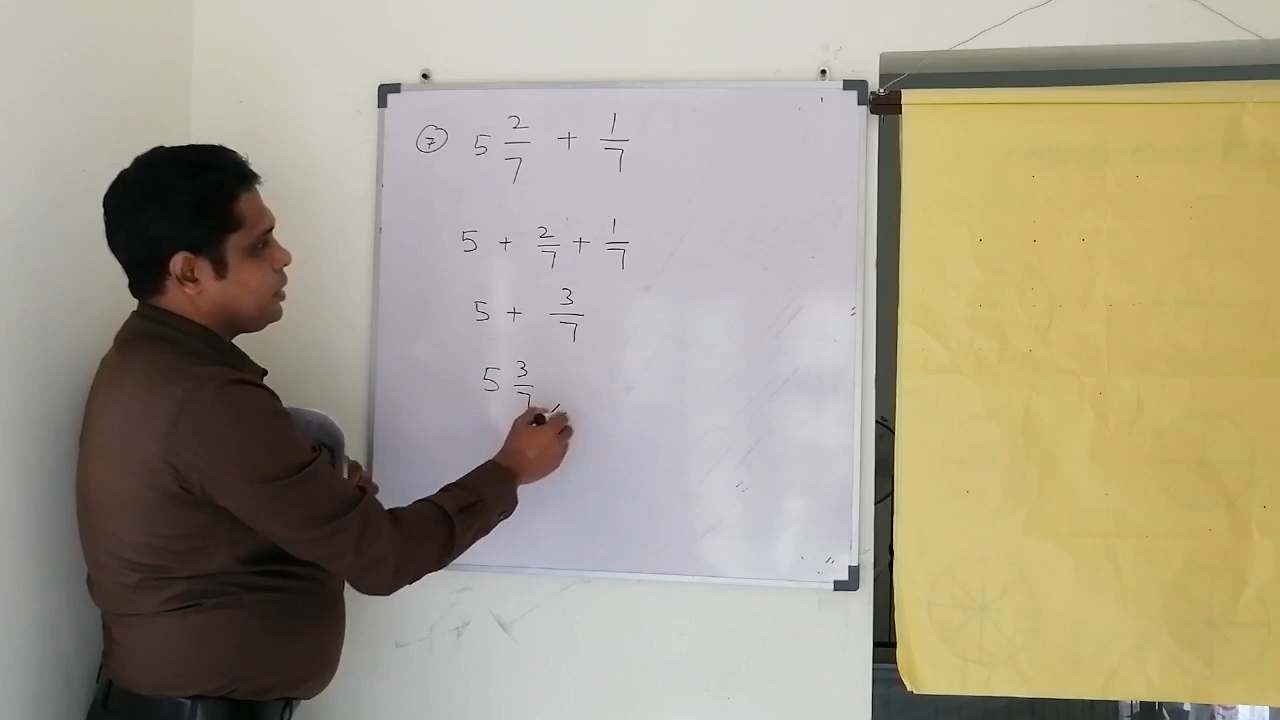 ⑦ 5 2/7 + 1/7
5 + 2/7 + 1/7
5 + 3/7
5 3/7